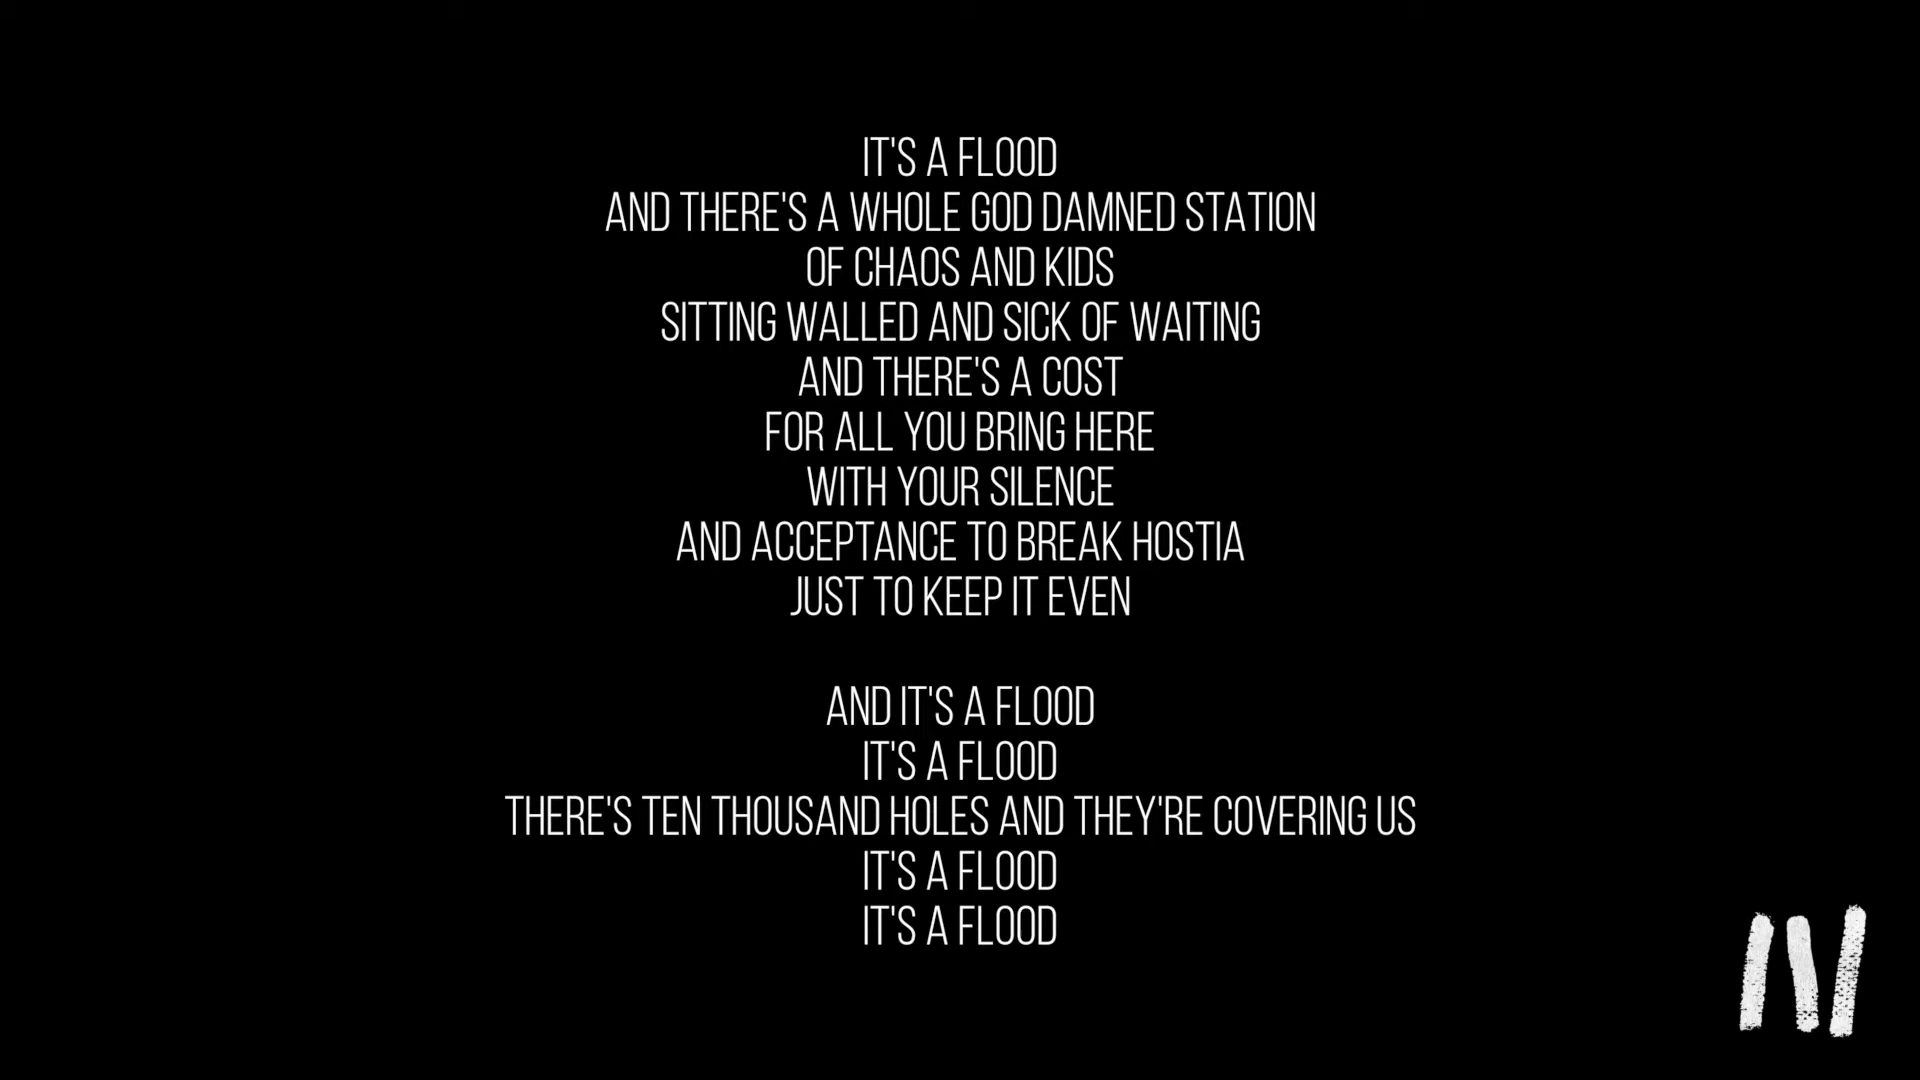 IT'S A FLOOD
AND THERE'S A WHOLE GOD DAMNED STATION
OF CHAOS AND KIDS
SITTING WALLED AND SICK OF WAITING
AND THERE'S A COST
FOR ALL YOU BRING HERE
WITH YOUR SILENCE
AND ACCEPTANCE TO BREAK HOSTIA
JUST TO KEEP IT EVEN
AND IT'S A FLOOD
IT'S A FLOOD
THERE'S TEN THOUSAND HOLES AND THEY'RE COVERING US
IT'S A FLOOD
IT'S A FLOOD